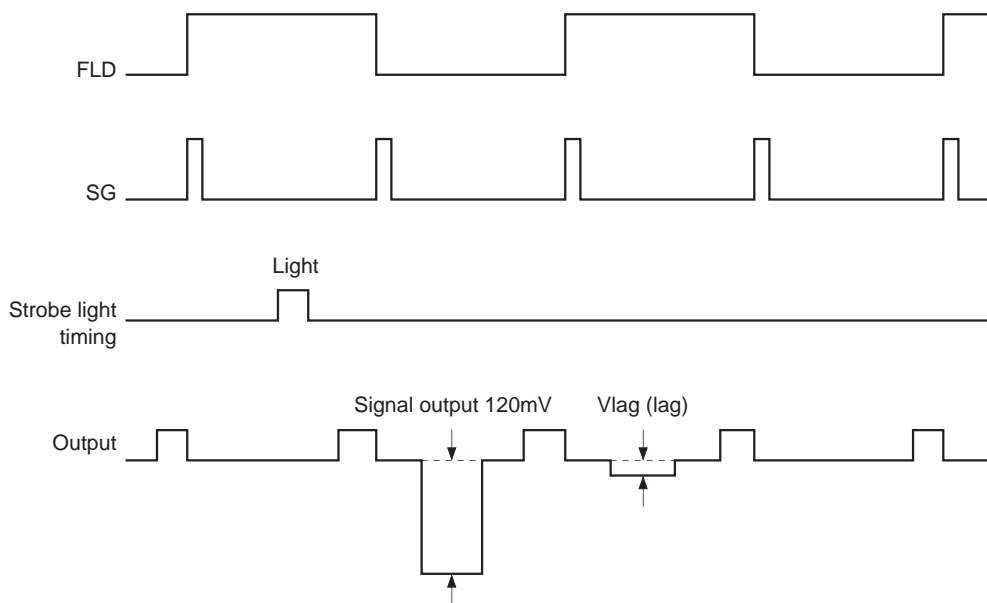 FLD
SG
Light
Strobe light
timing
Signal output 120mV
Vlag (lag)
Output